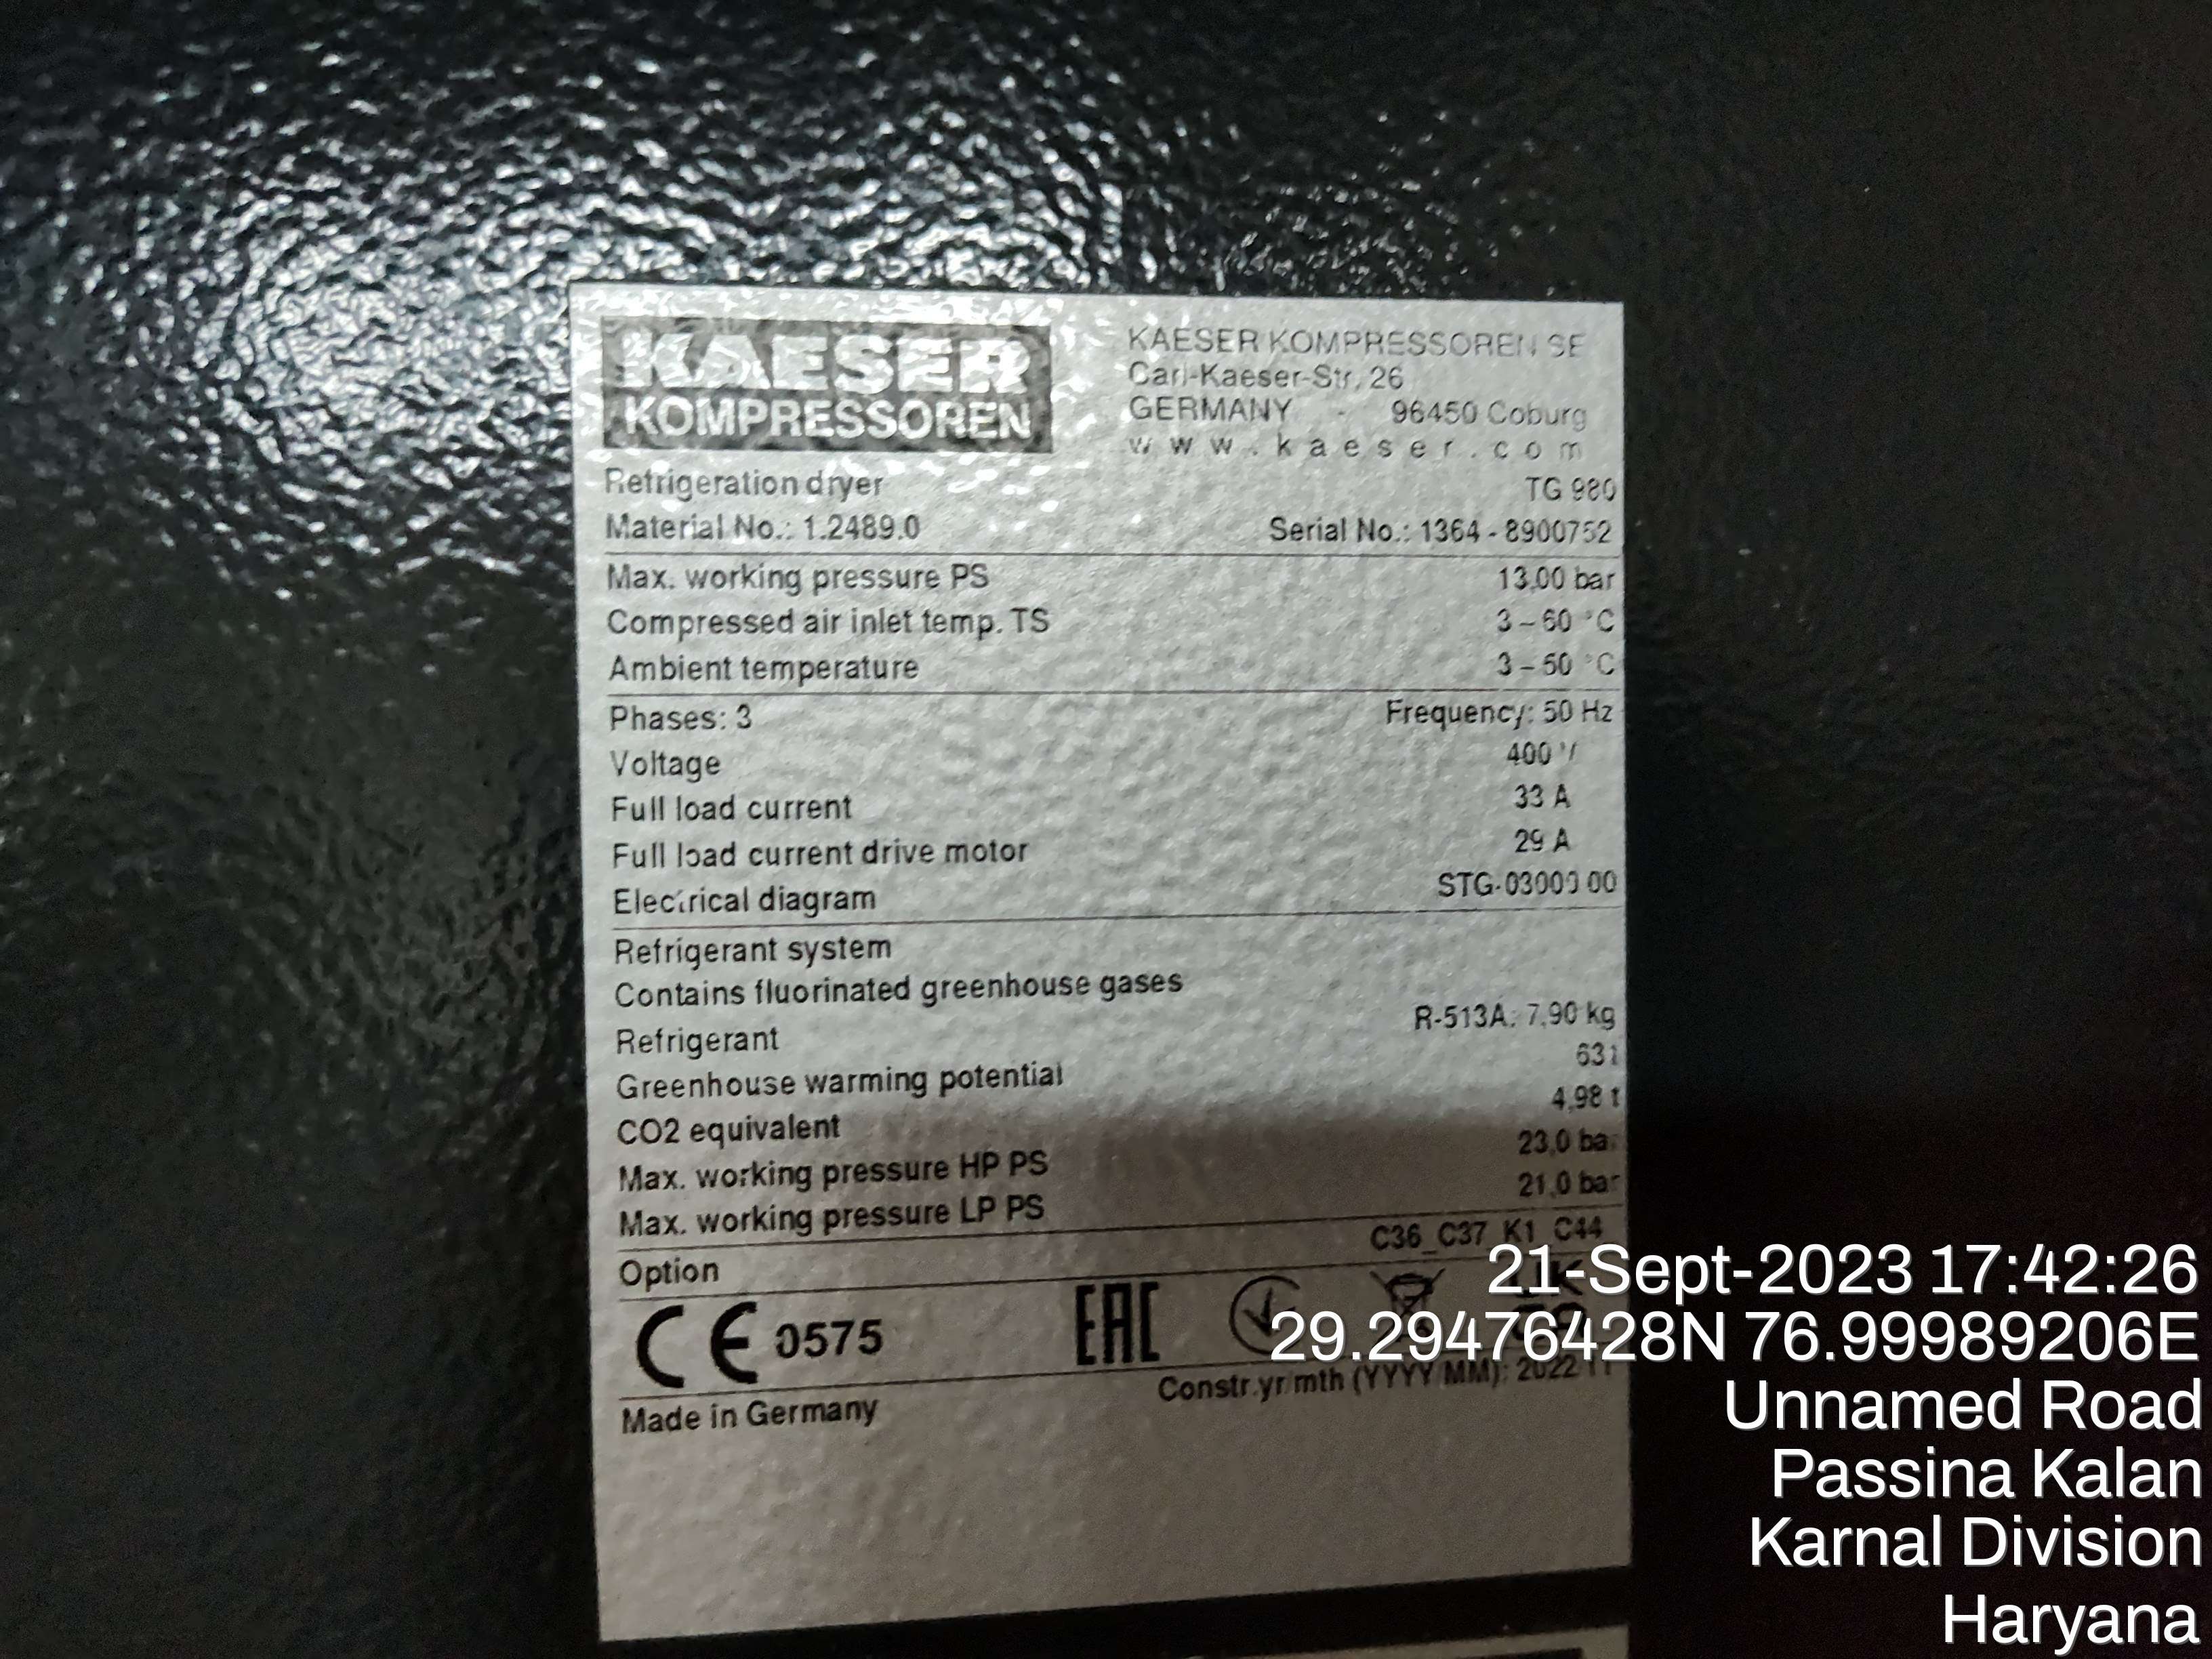 KAESER
KOMPRESSOREN
KAESER KOMPRESSOREN SE
Carl-Kaeser-Str. 26
GERMANY - 96450 Coburg
www.kaeser.com
Refrigeration dryer TG 980
Material No.: 1.2489.0 Serial No.: 1364 - 8900752
Max. working pressure PS 13,00 bar
Compressed air inlet temp. TS 3 – 60 °C
Ambient temperature 3 – 50 °C
Phases: 3 Frequency: 50 Hz
Voltage 400 V
Full load current 33 A
Full load current drive motor 29 A
Electrical diagram STG-03000 00
Refrigerant system
Contains fluorinated greenhouse gases
Refrigerant R-513A: 7,90 kg
Greenhouse warming potential 631
CO2 equivalent 4,98 t
Max. working pressure HP PS 23,0 bar
Max. working pressure LP PS 21,0 bar
Option C36_C37_K1_C44
CE 0575 EAC
Constr.yr/mth (YYYY/MM): 2022/11
Made in Germany
21-Sept-2023 17:42:26
29.29476428N 76.99989206E
Unnamed Road
Passina Kalan
Karnal Division
Haryana